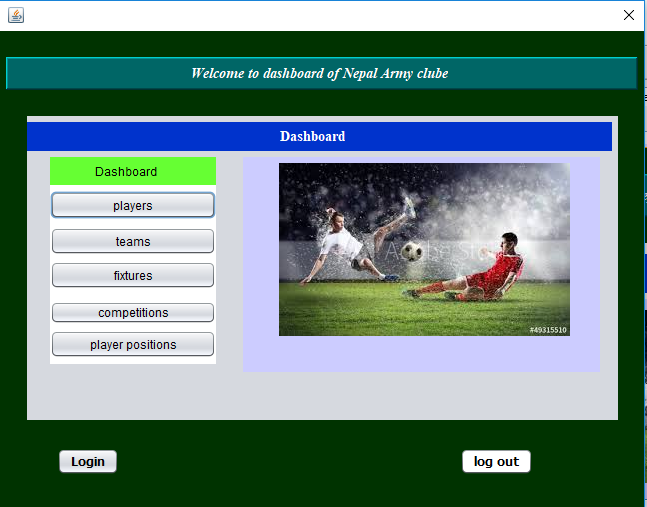 Welcome to dashboard of Nepal Army clube
Dashboard
Dashboard
players
teams
fixtures
competitions
player positions
#49315510
Login
log out